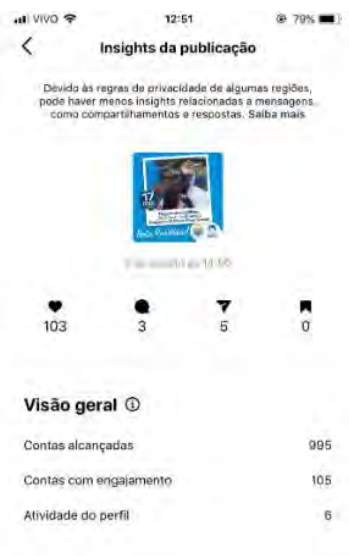 VIVO
12:51
79%
Insights da publicação
Devido às regras de privacidade de algumas regiões,
pode haver menos insights relacionadas a mensagens,
como compartilhamentos e respostas. Saiba mais
17
103
3
5
0
Visão geral
Contas alcançadas
995
Contas com engajamento
105
Atividade do perfil
6